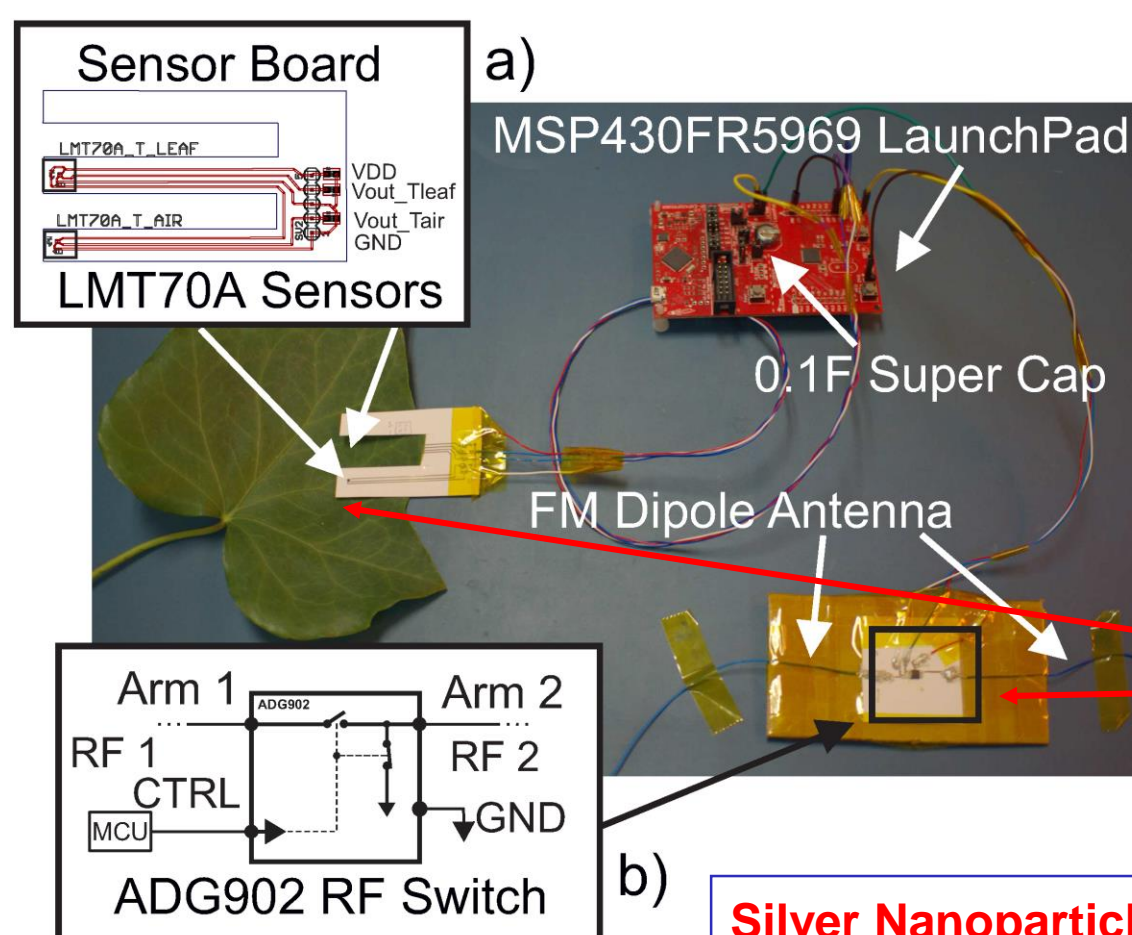 Sensor Board
LMT70A_T_LEAF
LMT70A_T_AIR
VDD
Vout_Tleaf
Vout_Tair
GND
SV2
LMT70A Sensors
a)
MSP430FR5969 LaunchPad
0.1F Super Cap
FM Dipole Antenna
Arm 1
ADG902
Arm 2
RF 1
RF 2
CTRL
MCU
GND
ADG902 RF Switch
b)
Silver Nanopartic